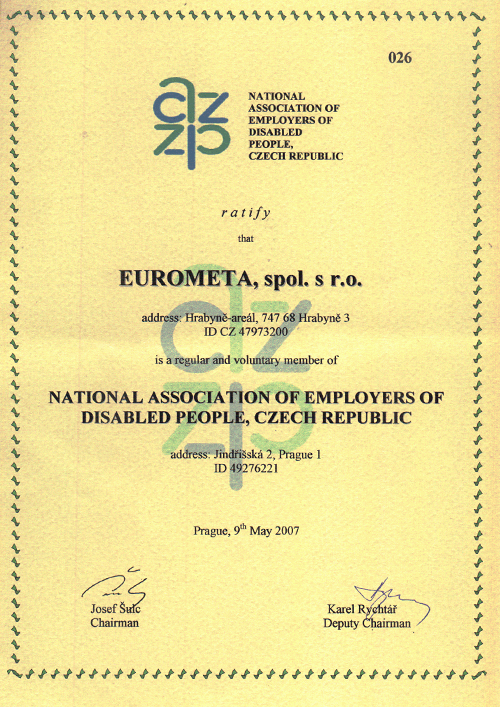 026
azzp
NATIONAL
ASSOCIATION OF
EMPLOYERS OF
DISABLED
PEOPLE,
CZECH REPUBLIC
ratify
that
EUROMETA, spol. s r.o.
address: Hrabyně-areál, 747 68 Hrabyně 3
ID CZ 47973200
is a regular and voluntary member of
NATIONAL ASSOCIATION OF EMPLOYERS OF
DISABLED PEOPLE, CZECH REPUBLIC
address: Jindřišská 2, Prague 1
ID 49276221
Prague, 9th May 2007
Josef Šulc
Chairman
Karel Rychtář
Deputy Chairman